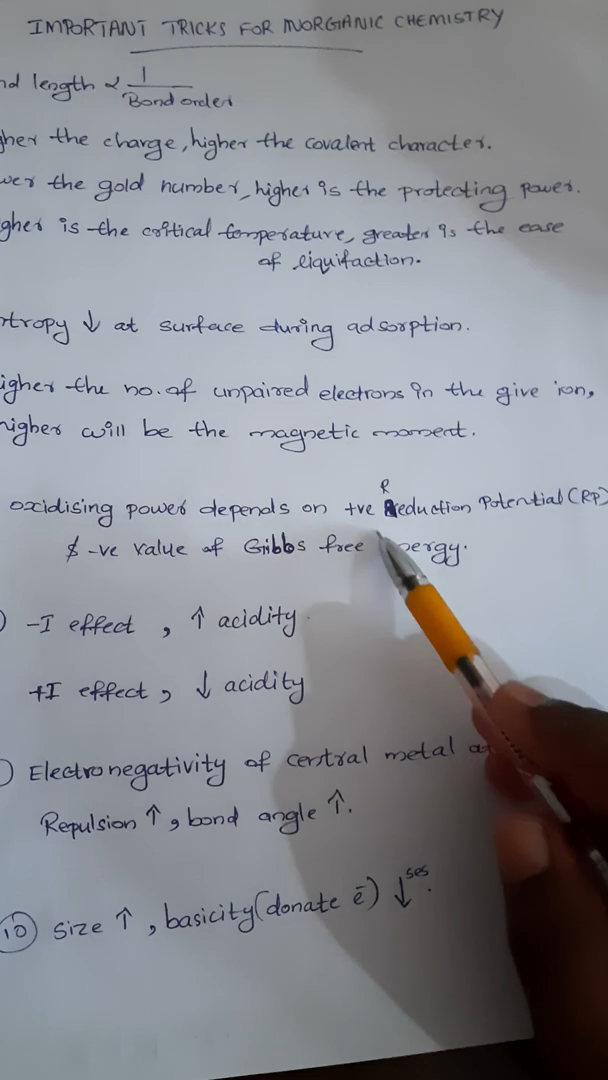 IMPORTANT TRICKS FOR INORGANIC CHEMISTRY
nd length ∝ 1/Bond order
gher the charge, higher the covalent character.
wer the gold number, higher is the protecting power.
gher is the critical temperature, greater is the ease
of liquifaction.
tropy ↓ at surface during adsorption.
igher the no. of unpaired electrons in the give ion,
higher will be the magnetic moment.
oxidising power depends on +ve Reduction Potential (RP)
& -ve value of Gibbs free nergy.
) -I effect, ↑ acidity.
+I effect, ↓ acidity
) Electronegativity of central metal
Repulsion ↑, bond angle ↑.
10) Size ↑, basicity (donate ē) ↓ses.